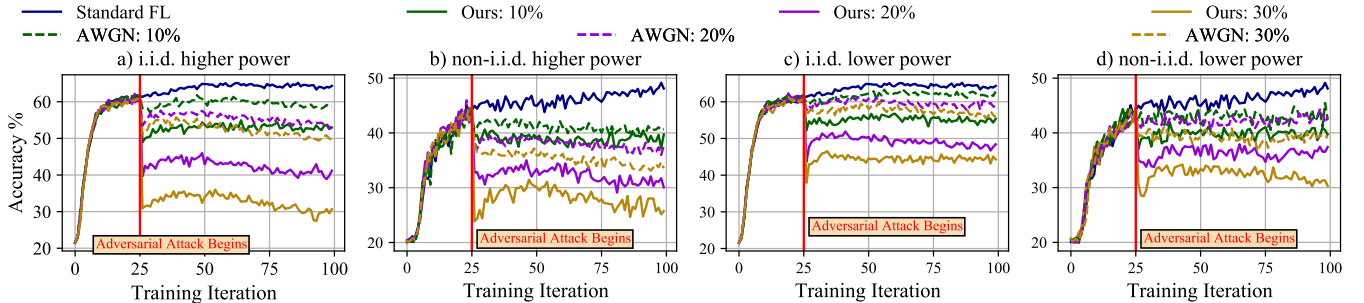 Standard FL
Ours: 10%
Ours: 20%
Ours: 30%
AWGN: 10%
AWGN: 20%
AWGN: 30%
a) i.i.d. higher power
b) non-i.i.d. higher power
c) i.i.d. lower power
d) non-i.i.d. lower power
Accuracy %
60
50
40
30
20
0
25
50
75
100
Adversarial Attack Begins
Training Iteration
50
40
30
20
0
25
50
75
100
Adversarial Attack Begins
Training Iteration
60
50
40
30
20
0
25
50
75
100
Adversarial Attack Begins
Training Iteration
50
40
30
20
0
25
50
75
100
Adversarial Attack Begins
Training Iteration